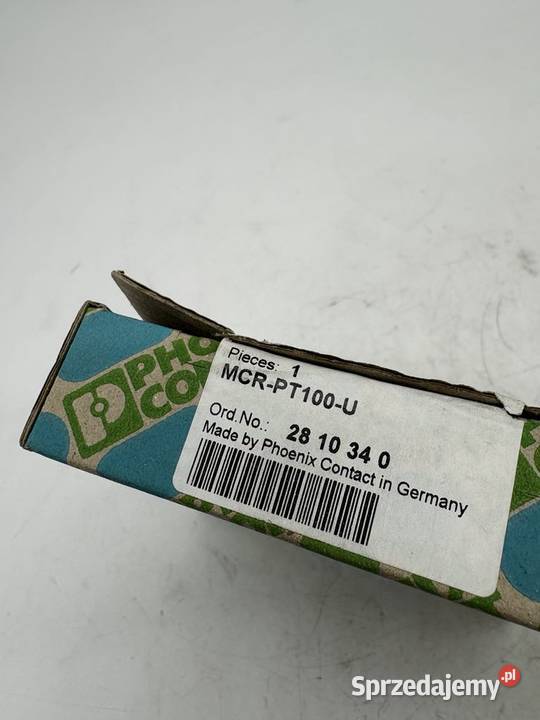 PHO
CO
Pieces: 1
MCR-PT100-U
Ord.No.: 28 10 34 0
Made by Phoenix Contact in Germany
Sprzedajemy.pl